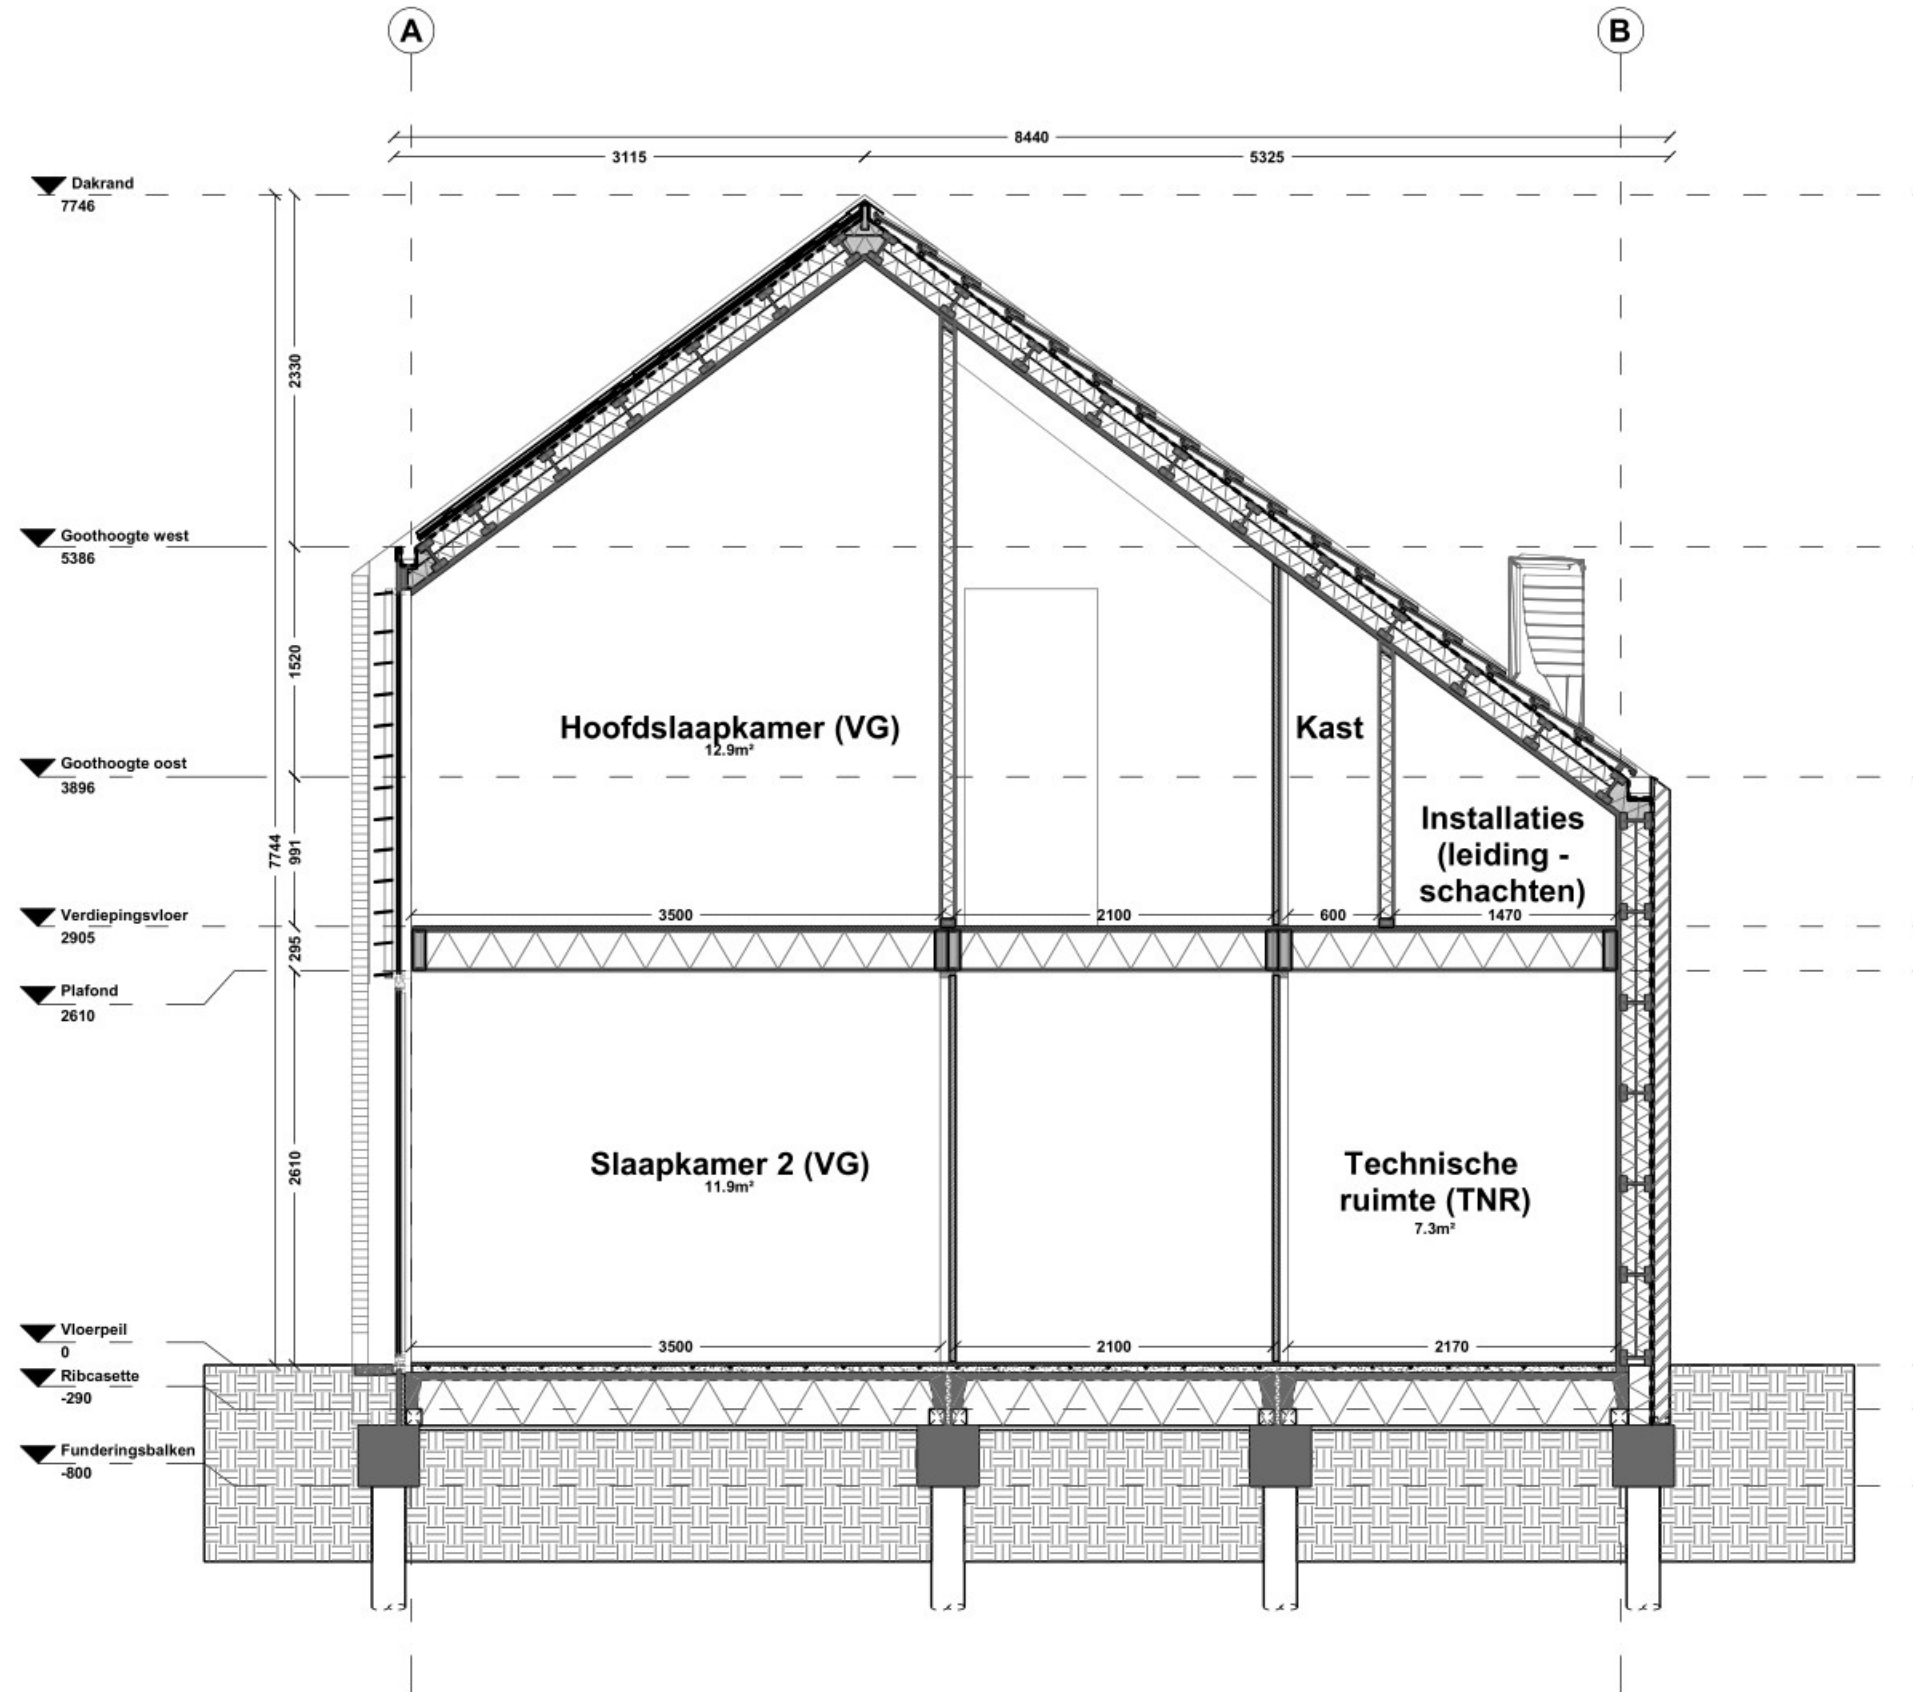 A
B
8440
3115
5325
Dakrand
7746
2330
Goothoogte west
5386
1520
Hoofdslaapkamer (VG)
12.9m²
Kast
Goothoogte oost
3896
Installaties
(leiding -
schachten)
7744
991
Verdiepingsvloer
2905
3500
2100
600
1470
295
Plafond
2610
2610
Slaapkamer 2 (VG)
11.9m²
Technische
ruimte (TNR)
7.3m²
Vloerpeil
0
3500
2100
2170
Ribcasette
-290
Funderingsbalken
-800